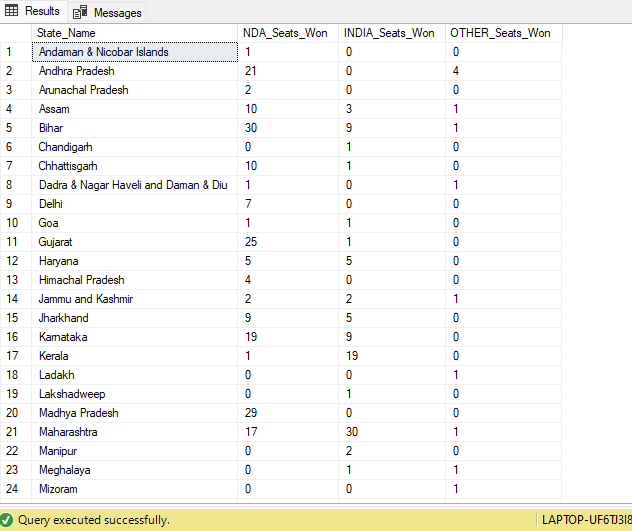 Results Messages
State_Name NDA_Seats_Won INDIA_Seats_Won OTHER_Seats_Won
1 Andaman & Nicobar Islands 1 0 0
2 Andhra Pradesh 21 0 4
3 Arunachal Pradesh 2 0 0
4 Assam 10 3 1
5 Bihar 30 9 1
6 Chandigarh 0 1 0
7 Chhattisgarh 10 1 0
8 Dadra & Nagar Haveli and Daman & Diu 1 0 1
9 Delhi 7 0 0
10 Goa 1 1 0
11 Gujarat 25 1 0
12 Haryana 5 5 0
13 Himachal Pradesh 4 0 0
14 Jammu and Kashmir 2 2 1
15 Jharkhand 9 5 0
16 Karnataka 19 9 0
17 Kerala 1 19 0
18 Ladakh 0 0 1
19 Lakshadweep 0 1 0
20 Madhya Pradesh 29 0 0
21 Maharashtra 17 30 1
22 Manipur 0 2 0
23 Meghalaya 0 1 1
24 Mizoram 0 0 1
Query executed successfully. LAPTOP-UF6TJ3I8